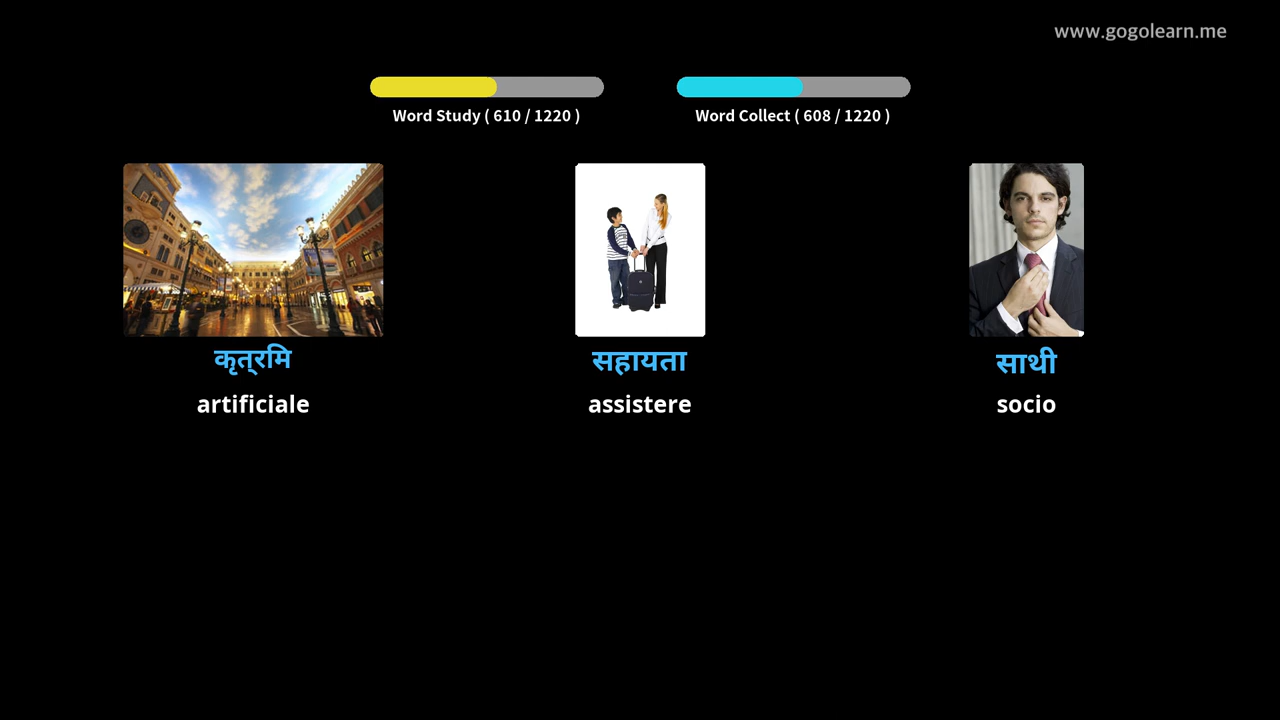 www.gogolearn.me
Word Study ( 610 / 1220 )
Word Collect ( 608 / 1220 )
कृत्‌रमि
सहायता
साथी
artificiale
assistere
socio